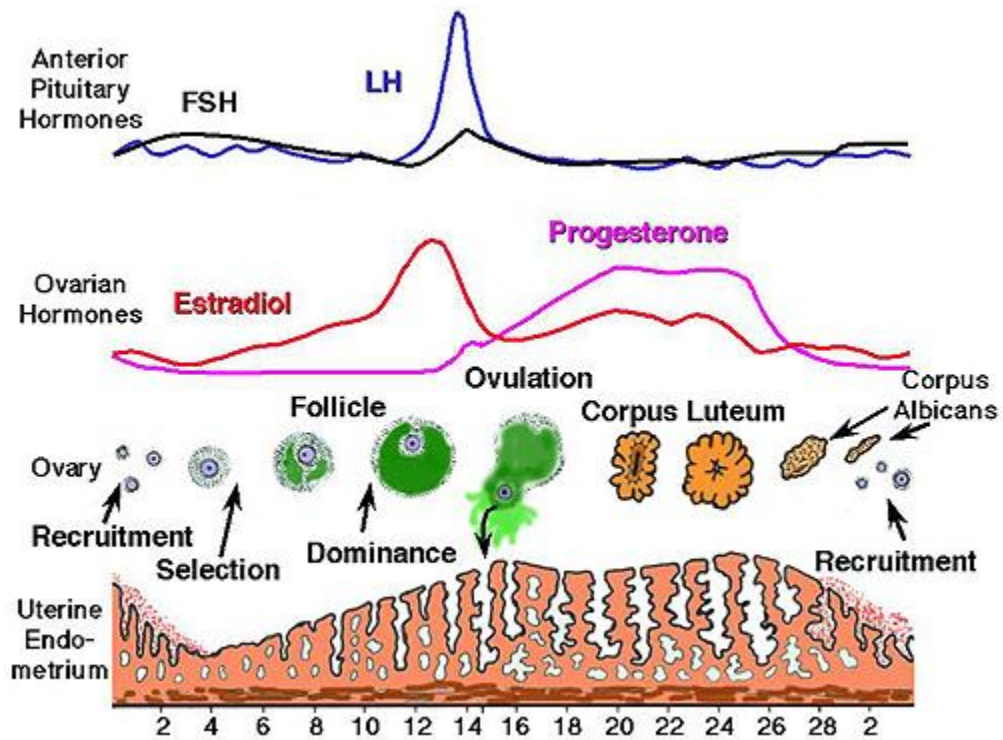 Anterior
Pituitary
Hormones
FSH
LH
Ovarian
Hormones
Estradiol
Progesterone
Ovulation
Follicle
Corpus Luteum
Corpus
Albicans
Ovary
Recruitment
Selection
Dominance
Recruitment
Uterine
Endo-
metrium
2 4 6 8 10 12 14 16 18 20 22 24 26 28 2